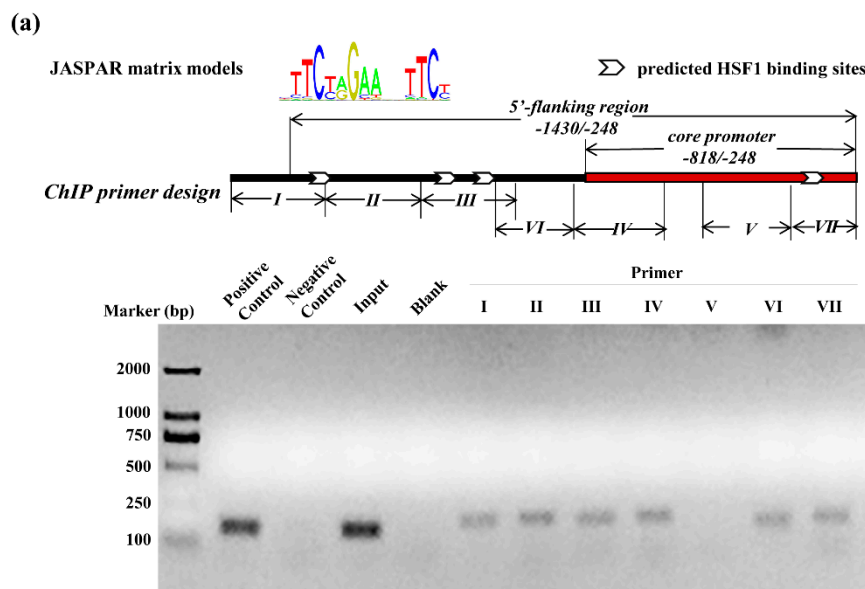 (a)
JASPAR matrix models
predicted HSF1 binding sites
5'-flanking region
-1430/-248
core promoter
-818/-248
ChIP primer design
I II III VI IV V VII
Positive Control Negative Control Input Blank
Primer
Marker (bp)
I II III IV V VI VII
2000
1000
750
500
250
100